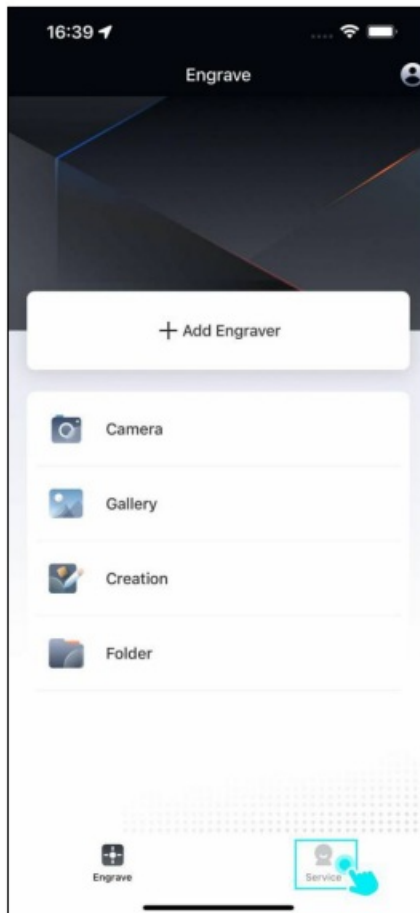 16:39
Engrave
+ Add Engraver
Camera
Gallery
Creation
Folder
Engrave
Service